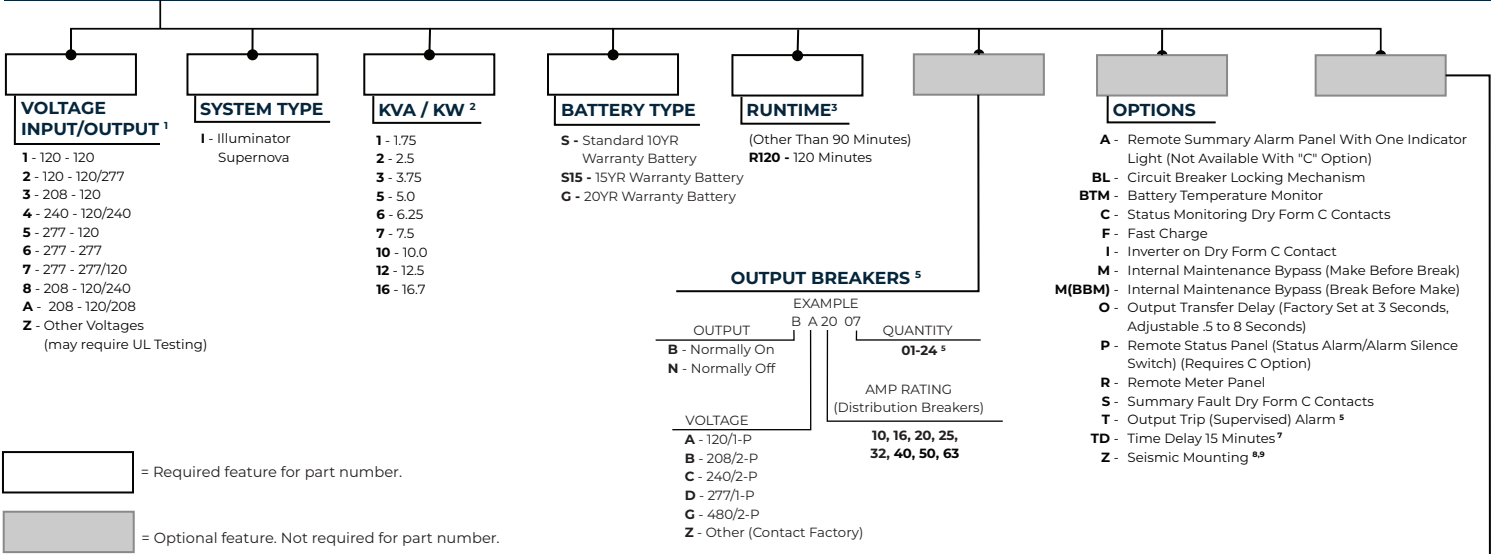 VOLTAGE
INPUT/OUTPUT 1
1 - 120 - 120
2 - 120 - 120/277
3 - 208 - 120
4 - 240 - 120/240
5 - 277 - 120
6 - 277 - 277
7 - 277 - 277/120
8 - 208 - 120/240
A - 208 - 120/208
Z - Other Voltages
(may require UL Testing)
SYSTEM TYPE
I - Illuminator
Supernova
KVA / KW 2
1 - 1.75
2 - 2.5
3 - 3.75
5 - 5.0
6 - 6.25
7 - 7.5
10 - 10.0
12 - 12.5
16 - 16.7
BATTERY TYPE
S - Standard 10YR
Warranty Battery
S15 - 15YR Warranty Battery
G - 20YR Warranty Battery
RUNTIME3
(Other Than 90 Minutes)
R120 - 120 Minutes
OUTPUT BREAKERS 5
EXAMPLE
B A 20 07
OUTPUT
B - Normally On
N - Normally Off
QUANTITY
01-24 5
AMP RATING
(Distribution Breakers)
10, 16, 20, 25,
32, 40, 50, 63
VOLTAGE
A - 120/1-P
B - 208/2-P
C - 240/2-P
D - 277/1-P
G - 480/2-P
Z - Other (Contact Factory)
OPTIONS
A - Remote Summary Alarm Panel With One Indicator
Light (Not Available With "C" Option)
BL - Circuit Breaker Locking Mechanism
BTM - Battery Temperature Monitor
C - Status Monitoring Dry Form C Contacts
F - Fast Charge
I - Inverter on Dry Form C Contact
M - Internal Maintenance Bypass (Make Before Break)
M(BBM) - Internal Maintenance Bypass (Break Before Make)
O - Output Transfer Delay (Factory Set at 3 Seconds,
Adjustable .5 to 8 Seconds)
P - Remote Status Panel (Status Alarm/Alarm Silence
Switch) (Requires C Option)
R - Remote Meter Panel
S - Summary Fault Dry Form C Contacts
T - Output Trip (Supervised) Alarm 5
TD - Time Delay 15 Minutes 7
Z - Seismic Mounting 8,9
= Required feature for part number.
= Optional feature. Not required for part number.